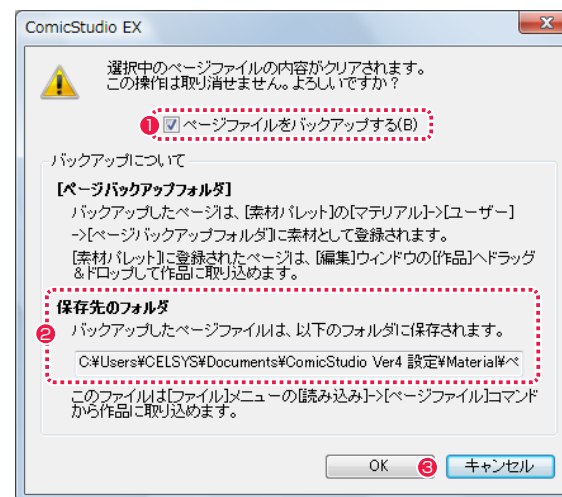 ComicStudio EX
選択中のページファイルの内容がクリアされます。
この操作は取り消せません。よろしいですか？
1 ページファイルをバックアップする(B)
バックアップについて
[ページバックアップフォルダ]
バックアップしたページは、[素材パレット]の[マテリアル]->[ユーザー]
->[ページバックアップフォルダ]に素材として登録されます。
[素材パレット]に登録されたページは、[編集]ウィンドウの[作品]へドラッグ
＆ドロップして作品に取り込めます。
保存先のフォルダ
2 バックアップしたページファイルは、以下のフォルダに保存されます。
C:¥Users¥CELSYS¥Documents¥ComicStudio Ver4 設定¥Material¥ペ
このファイルは[ファイル]メニューの[読み込み]->[ページファイル]コマンド
から作品に取り込めます。
OK 3 キャンセル